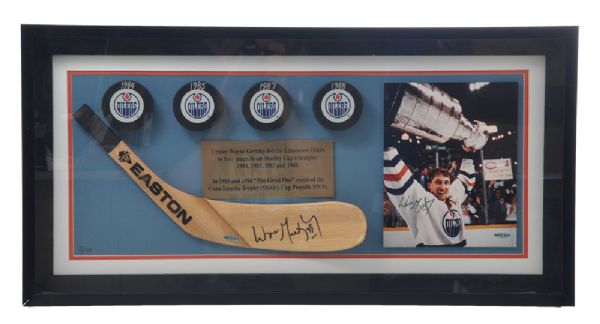 1984 1985 1987 1988
OILERS OILERS OILERS OILERS
Center Wayne Gretzky led the Edmonton Oilers
to four magnificent Stanley Cup triumphs:
1984, 1985, 1987 and 1988.
In 1985 and 1988 "The Great One" received the
Conn Smythe Trophy (Stanley Cup Playoffs MVP).
EASTON
OILERS